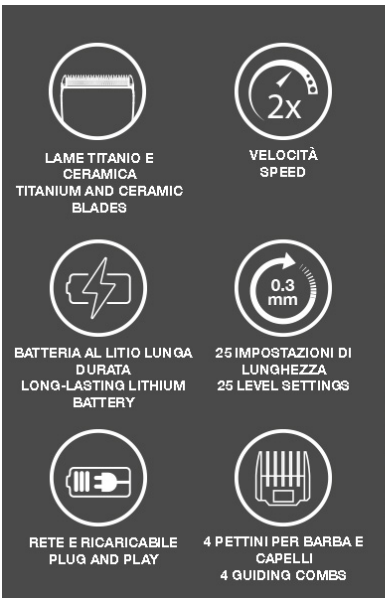 LAME TITANIO E
CERAMICA
TITANIUM AND CERAMIC
BLADES
2x
VELOCITÀ
SPEED
BATTERIA AL LITIO LUNGA
DURATA
LONG-LASTING LITHIUM
BATTERY
0.3
mm
25 IMPOSTAZIONI DI
LUNGHEZZA
25 LEVEL SETTINGS
RETE E RICARICABILE
PLUG AND PLAY
4 PETTINI PER BARBA E
CAPELLI
4 GUIDING COMBS